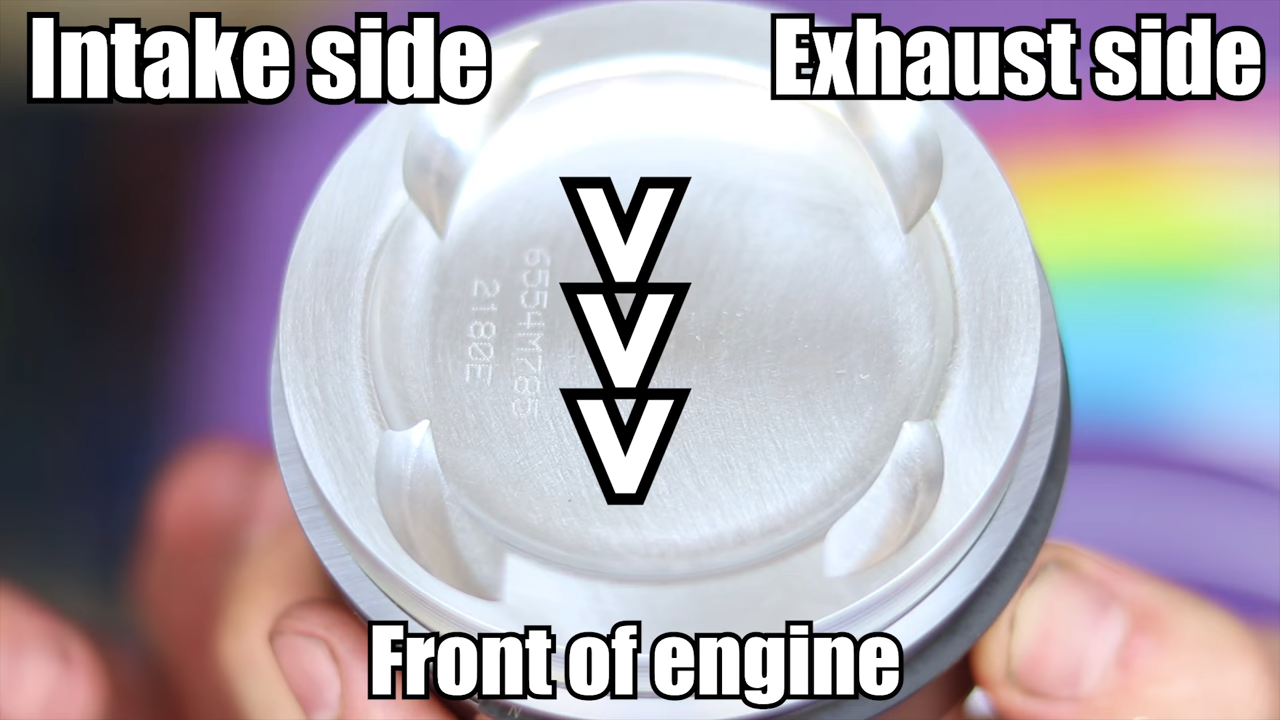 Intake side
Exhaust side
V
V
V
6554M785
2180E
Front of engine